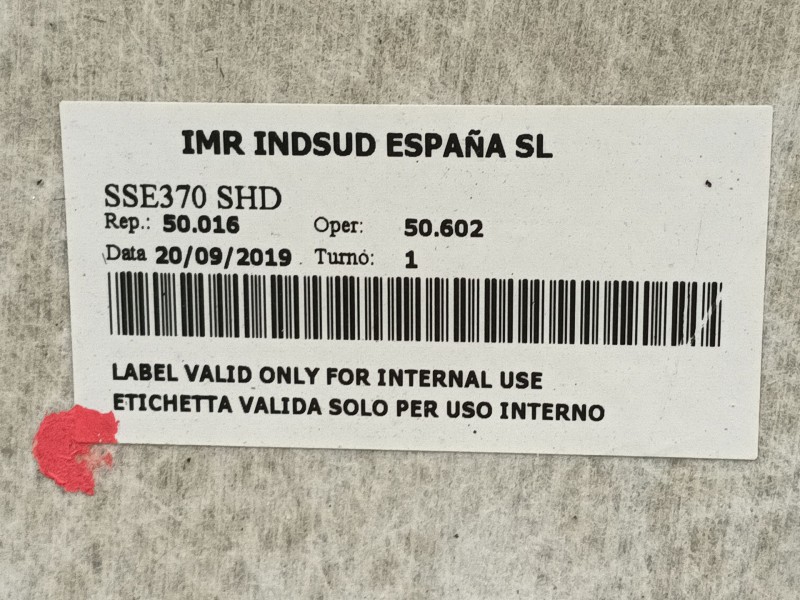 IMR INDSUD ESPAÑA SL
SSE370 SHD
Rep.: 50.016 Oper: 50.602
Data 20/09/2019 Turno: 1
LABEL VALID ONLY FOR INTERNAL USE
ETICHETTA VALIDA SOLO PER USO INTERNO